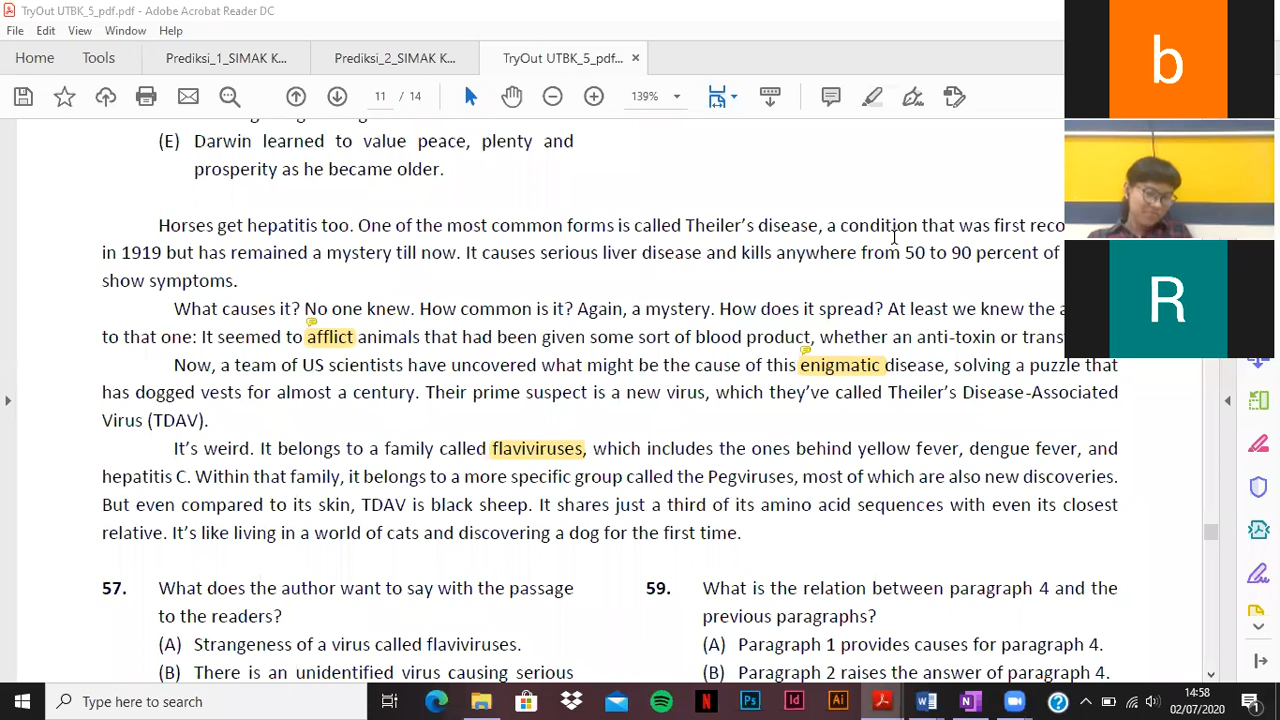 TryOut UTBK_5_pdf.pdf - Adobe Acrobat Reader DC
File Edit View Window Help
Home Tools Prediksi_1_SIMAK K... Prediksi_2_SIMAK K... TryOut UTBK_5_pdf... ×
11 / 14 139%
b
(E) Darwin learned to value peace, plenty and
prosperity as he became older.
Horses get hepatitis too. One of the most common forms is called Theiler's disease, a condition that was first reco
in 1919 but has remained a mystery till now. It causes serious liver disease and kills anywhere from 50 to 90 percent of
show symptoms.
R
What causes it? No one knew. How common is it? Again, a mystery. How does it spread? At least we knew the a
to that one: It seemed to afflict animals that had been given some sort of blood product, whether an anti-toxin or trans
Now, a team of US scientists have uncovered what might be the cause of this enigmatic disease, solving a puzzle that
has dogged vests for almost a century. Their prime suspect is a new virus, which they've called Theiler's Disease-Associated
Virus (TDAV).
It's weird. It belongs to a family called flaviviruses, which includes the ones behind yellow fever, dengue fever, and
hepatitis C. Within that family, it belongs to a more specific group called the Pegviruses, most of which are also new discoveries.
But even compared to its skin, TDAV is black sheep. It shares just a third of its amino acid sequences with even its closest
relative. It's like living in a world of cats and discovering a dog for the first time.
57. What does the author want to say with the passage
to the readers?
(A) Strangeness of a virus called flaviviruses.
(B) There is an unidentified virus causing serious
59. What is the relation between paragraph 4 and the
previous paragraphs?
(A) Paragraph 1 provides causes for paragraph 4.
(B) Paragraph 2 raises the answer of paragraph 4.
Type here to search
14:58
02/07/2020